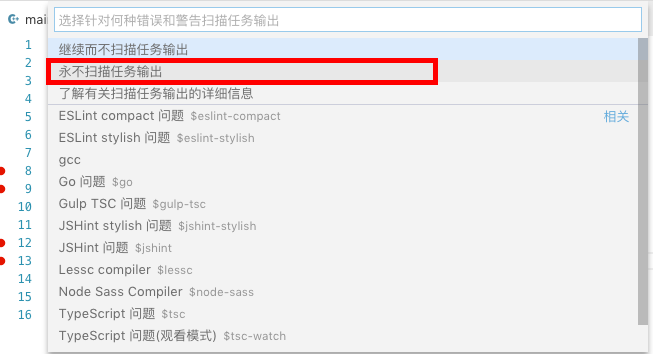 选择针对何种错误和警告扫描任务输出
mai
1
继续而不扫描任务输出
2
永不扫描任务输出
3
了解有关扫描任务输出的详细信息
4
ESLint compact 问题 $eslint-compact 相关
5
ESLint stylish 问题 $eslint-stylish
6
gcc
7
Go 问题 $go
8
Gulp TSC 问题 $gulp-tsc
9
10
JSHint stylish 问题 $jshint-stylish
11
JSHint 问题 $jshint
12
Lessc compiler $lessc
13
Node Sass Compiler $node-sass
14
TypeScript 问题 $tsc
15
TypeScript 问题(观看模式) $tsc-watch
16